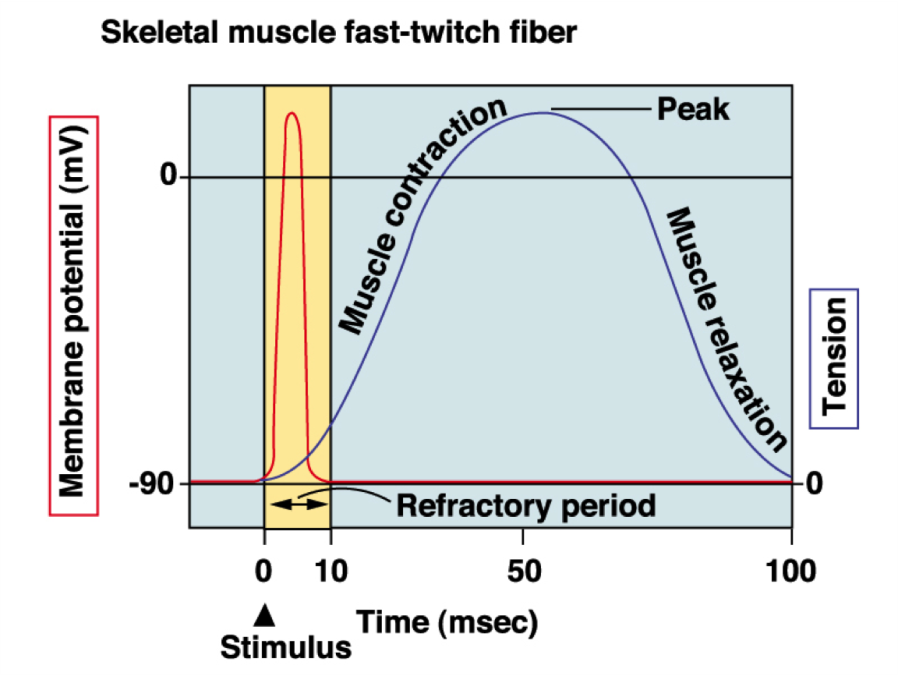 Skeletal muscle fast-twitch fiber
Membrane potential (mV)
0
-90
Muscle contraction
Peak
Muscle relaxation
Tension
0
Refractory period
0 10 50 100
Time (msec)
Stimulus